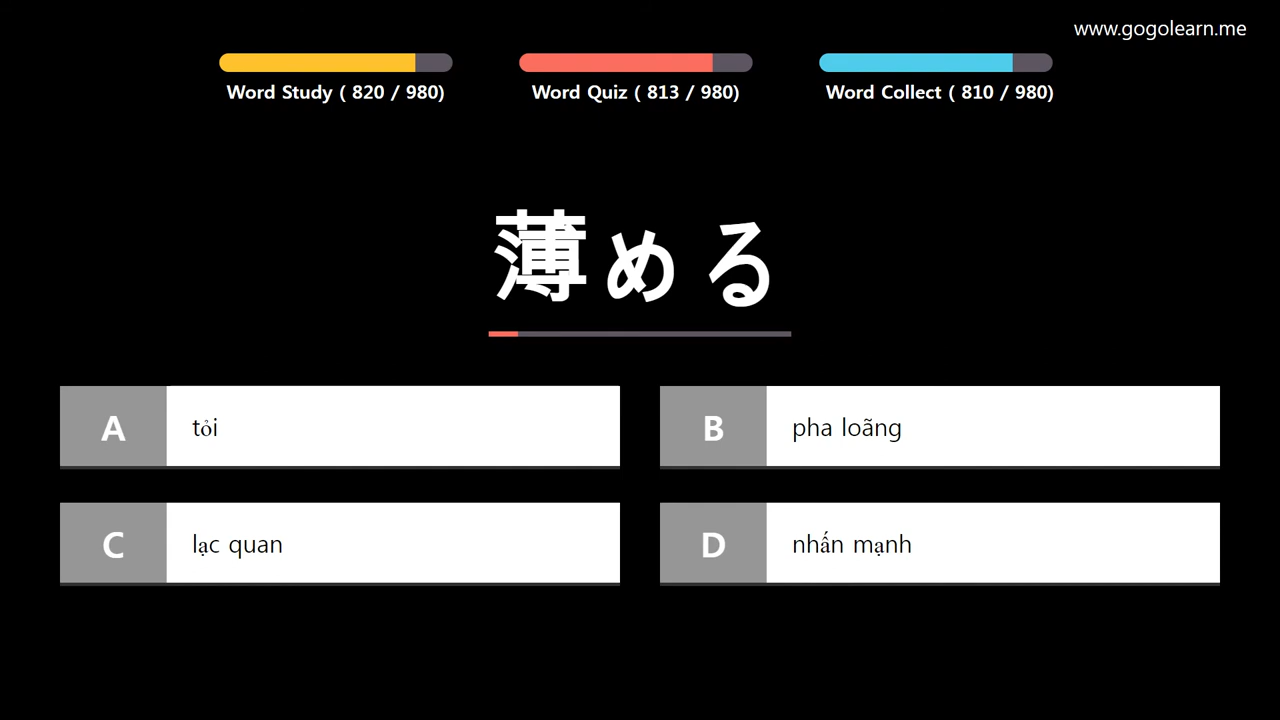 www.gogolearn.me
Word Study ( 820 / 980)
Word Quiz ( 813 / 980)
Word Collect ( 810 / 980)
薄める
A
tỏi
B
pha loãng
C
lạc quan
D
nhấn mạnh